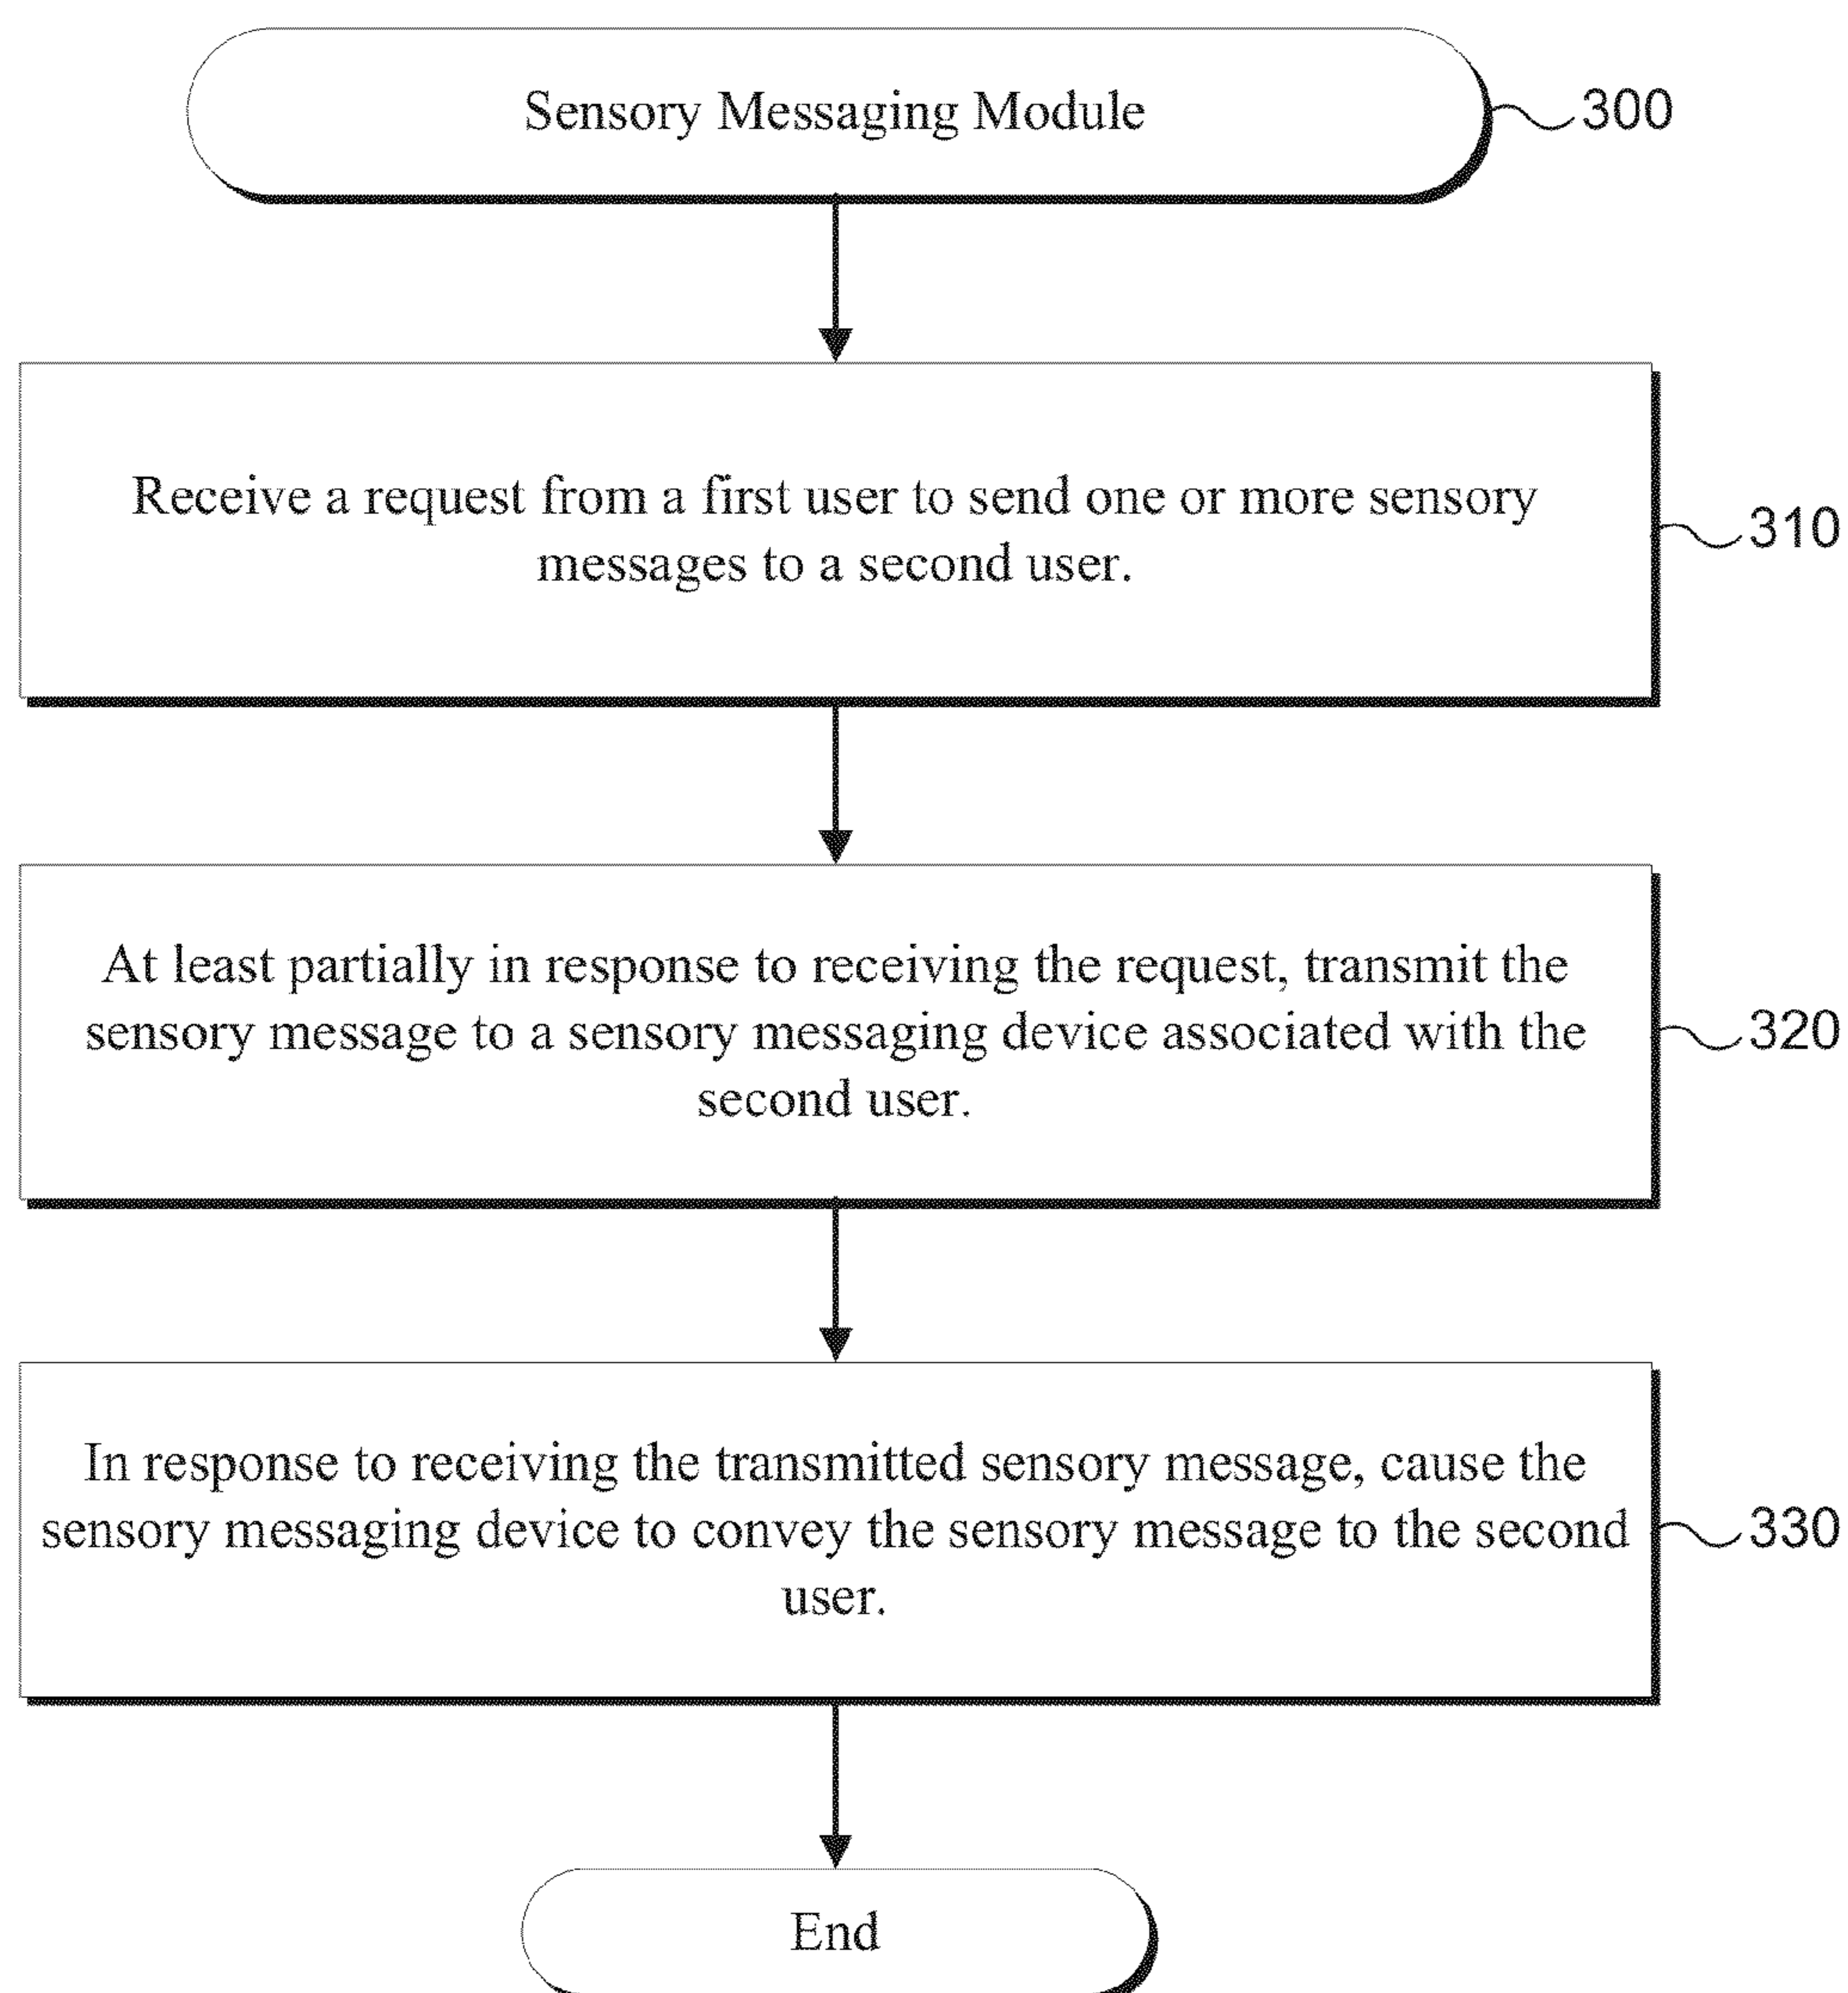 Sensory Messaging Module
300
Receive a request from a first user to send one or more sensory
messages to a second user.
310
At least partially in response to receiving the request, transmit the
sensory message to a sensory messaging device associated with the
second user.
320
In response to receiving the transmitted sensory message, cause the
sensory messaging device to convey the sensory message to the second
user.
330
End